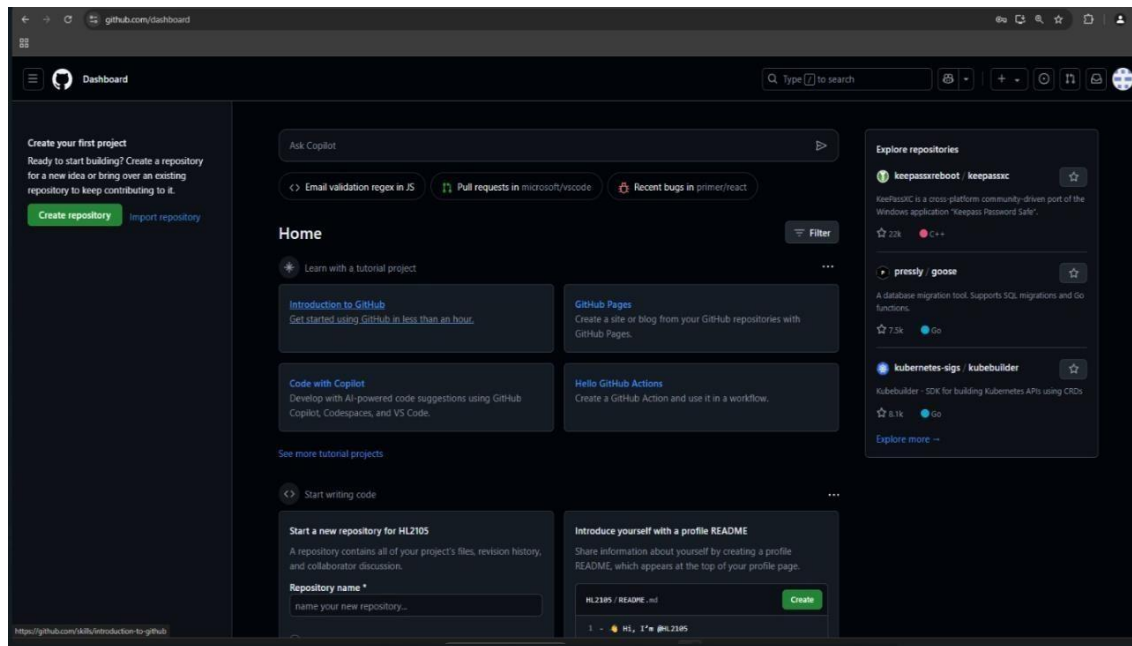 github.com/dashboard
Dashboard
Type / to search
Create your first project
Ready to start building? Create a repository
for a new idea or bring over an existing
repository to keep contributing to it.
Create repository
Import repository
Ask Copilot
Email validation regex in JS
Pull requests in microsoft/vscode
Recent bugs in primer/react
Home
Filter
Learn with a tutorial project
Introduction to GitHub
Get started using GitHub in less than an hour.
GitHub Pages
Create a site or blog from your GitHub repositories with
GitHub Pages.
Code with Copilot
Develop with AI-powered code suggestions using GitHub
Copilot, Codespaces, and VS Code.
Hello GitHub Actions
Create a GitHub Action and use it in a workflow.
See more tutorial projects
Start writing code
Start a new repository for HL2105
A repository contains all of your project's files, revision history,
and collaborator discussion.
Repository name *
name your new repository...
Introduce yourself with a profile README
Share information about yourself by creating a profile
README, which appears at the top of your profile page.
HL2105 / README.md
Create
1 - 👋 Hi, I'm @HL2105
Explore repositories
keepassxreboot / keepassxc
KeePassXC is a cross-platform community-driven port of the
Windows application "Keepass Password Safe".
22k
C++
pressly / goose
A database migration tool. Supports SQL migrations and Go
functions.
7.5k
Go
kubernetes-sigs / kubebuilder
Kubebuilder - SDK for building Kubernetes APIs using CRDs
8.1k
Go
Explore more →
https://github.com/skills/introduction-to-github